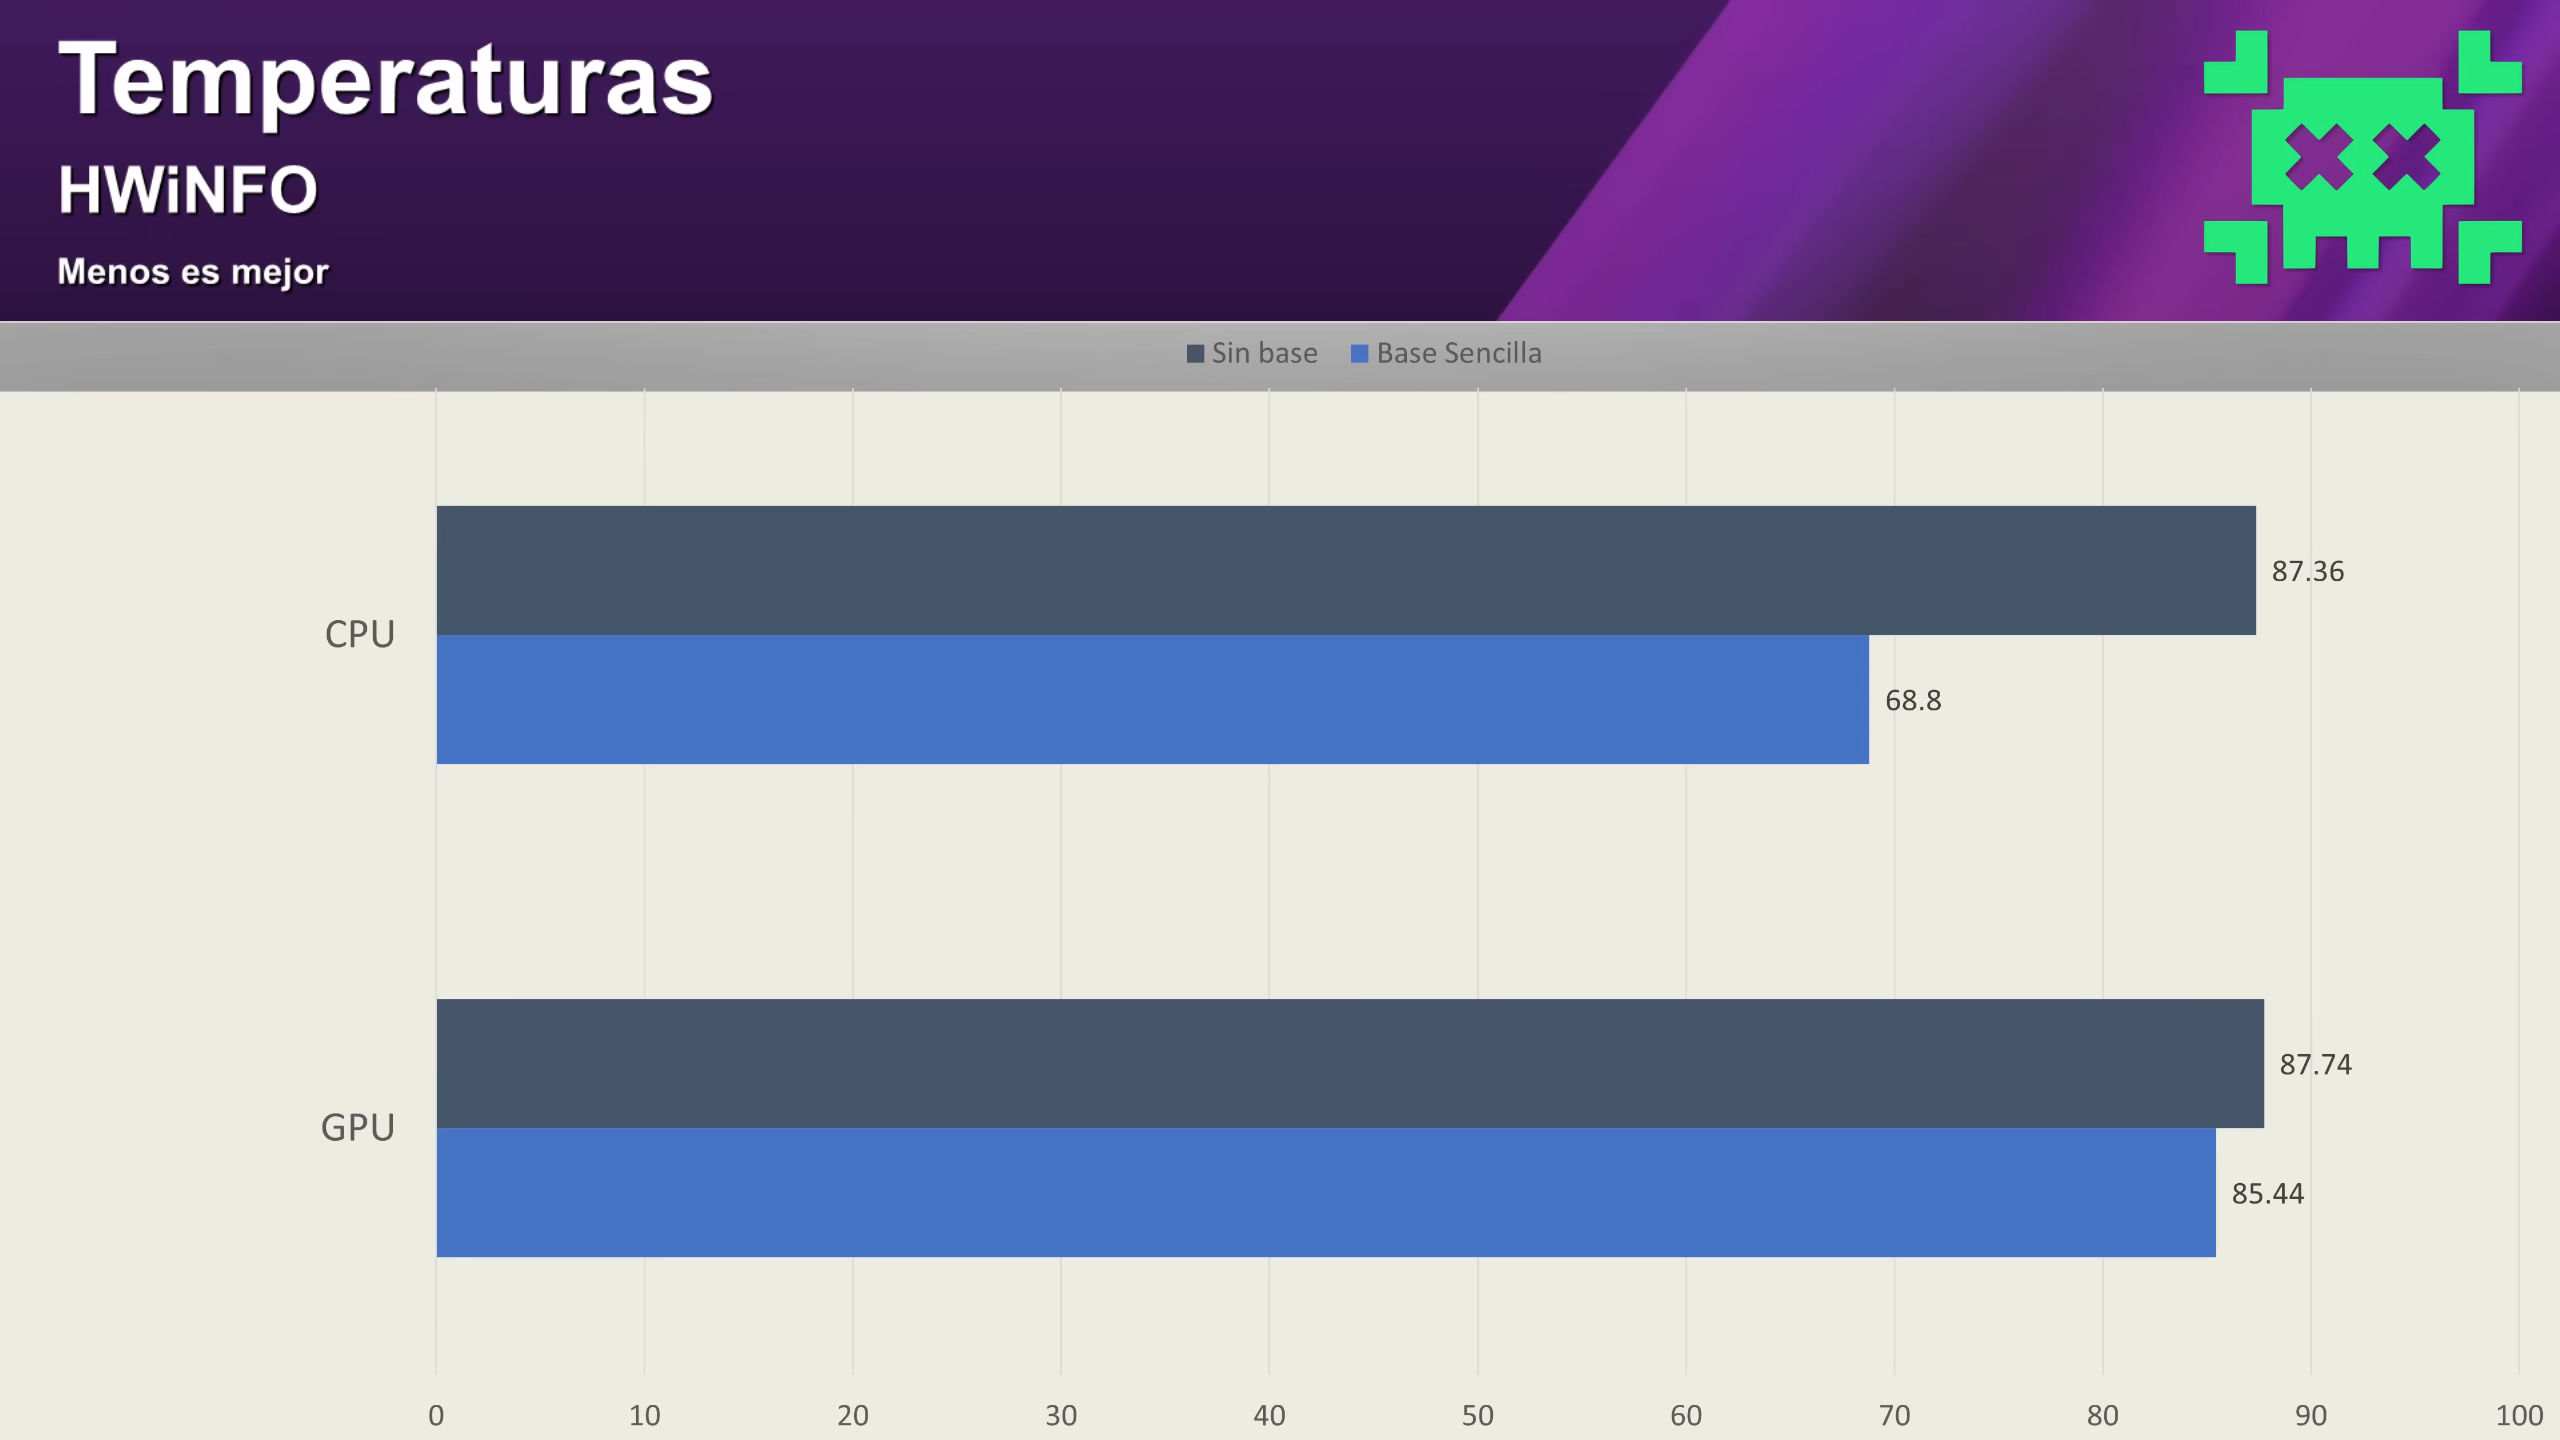 Temperaturas
HWiNFO
Menos es mejor
Sin base Base Sencilla
87.36
CPU
68.8
87.74
GPU
85.44
0 10 20 30 40 50 60 70 80 90 100